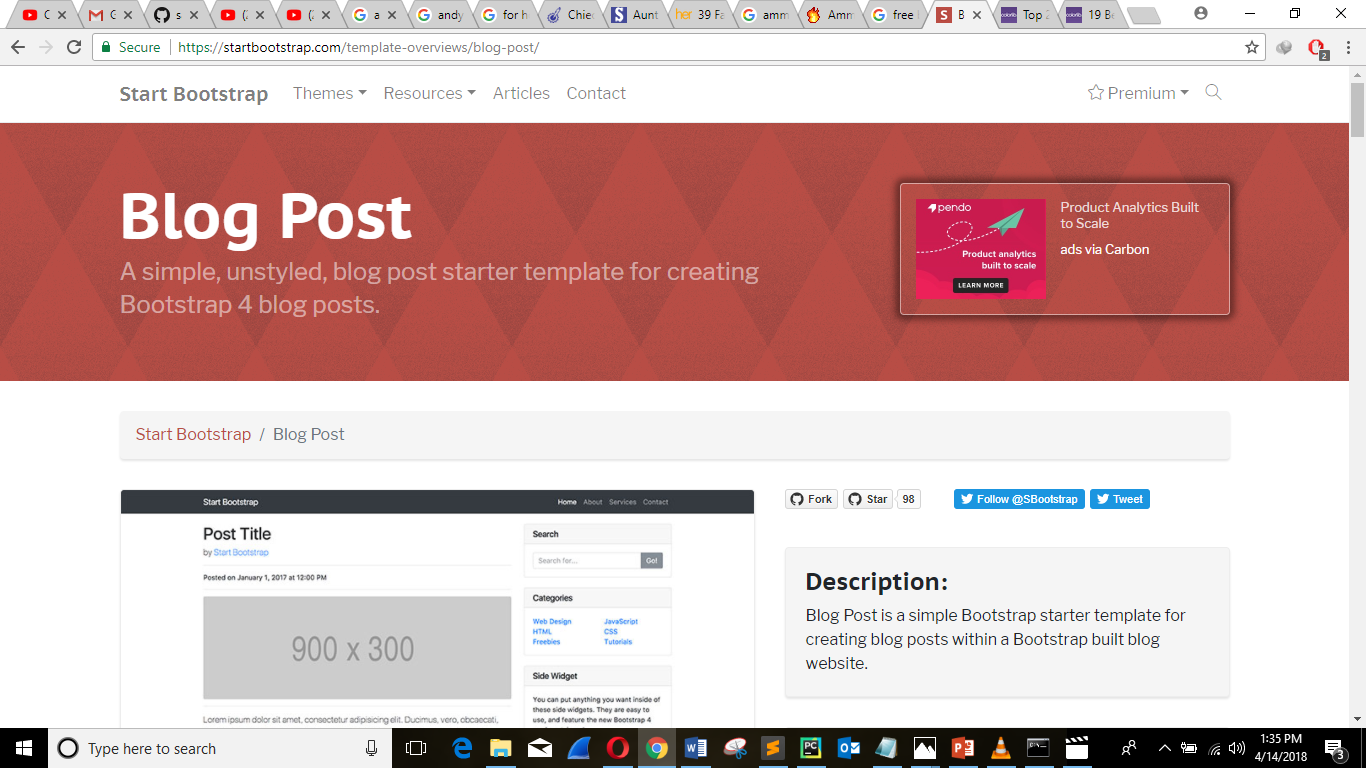 G
s
(2
(2
a
andy
for h
Chied
Aunt
her 39 Fa
amm
Amm
free
B
Top 2
19 Be
Secure https://startbootstrap.com/template-overviews/blog-post/
2
Start Bootstrap Themes Resources Articles Contact Premium
Blog Post
A simple, unstyled, blog post starter template for creating
Bootstrap 4 blog posts.
pendo
Product analytics
built to scale
LEARN MORE
Product Analytics Built
to Scale
ads via Carbon
Start Bootstrap / Blog Post
Start Bootstrap Home About Services Contact
Post Title
by Start Bootstrap
Posted on January 1, 2017 at 12:00 PM
900 x 300
Lorem ipsum dolor sit amet, consectetur adipisicing elit. Ducimus, vero, obcaecati,
Search
Search for... Go!
Categories
Web Design JavaScript
HTML CSS
Freebies Tutorials
Side Widget
You can put anything you want inside of
these side widgets. They are easy to
use, and feature the new Bootstrap 4
Fork Star 98 Follow @SBootstrap Tweet
Description:
Blog Post is a simple Bootstrap starter template for
creating blog posts within a Bootstrap built blog
website.
Type here to search
1:35 PM
4/14/2018
3